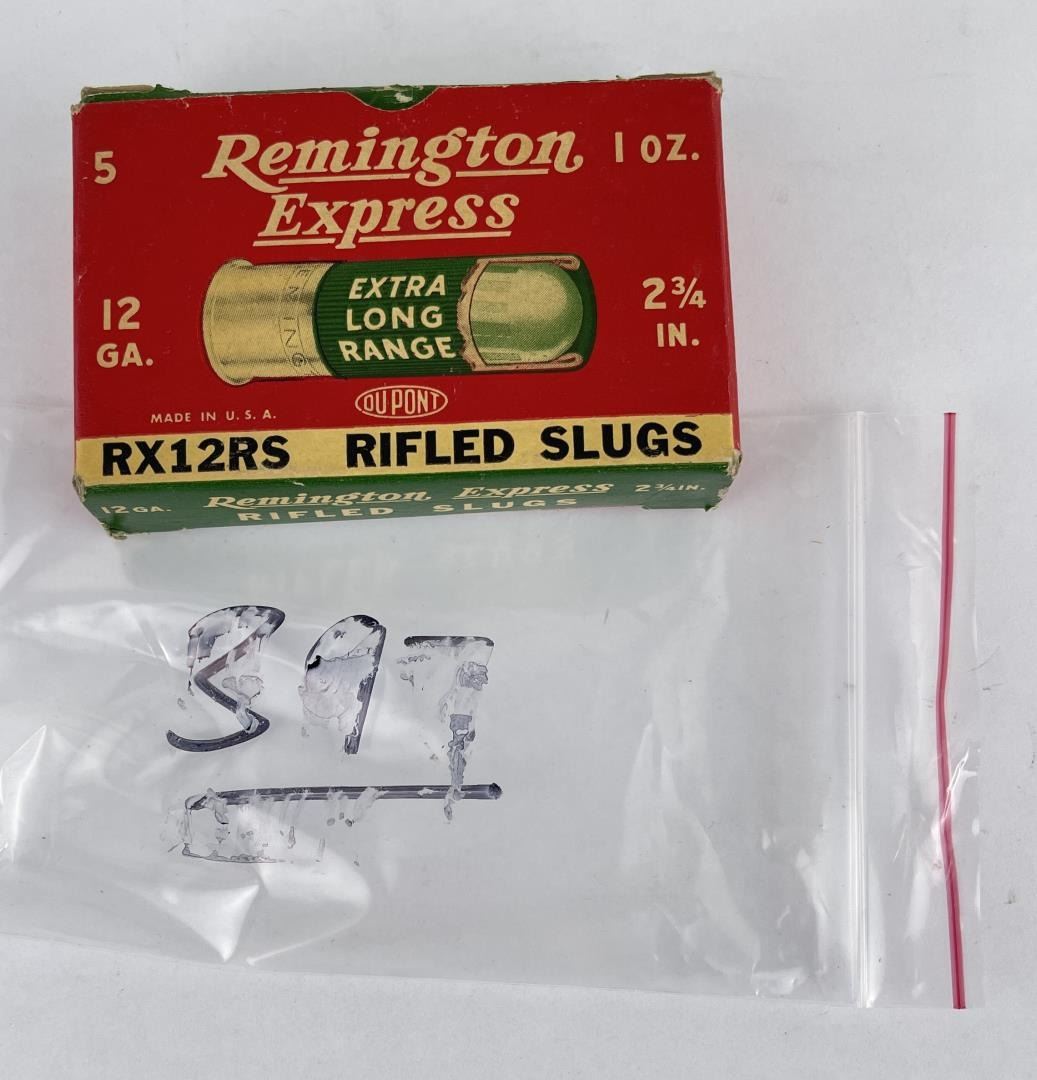 5 Remington 1 OZ.
Express
EXTRA
LONG
RANGE
12
GA.
2¾
IN.
DU PONT
MADE IN U. S. A.
RX12RS RIFLED SLUGS
12 GA. Remington Express 2¾ IN.
RIFLED SLUGS